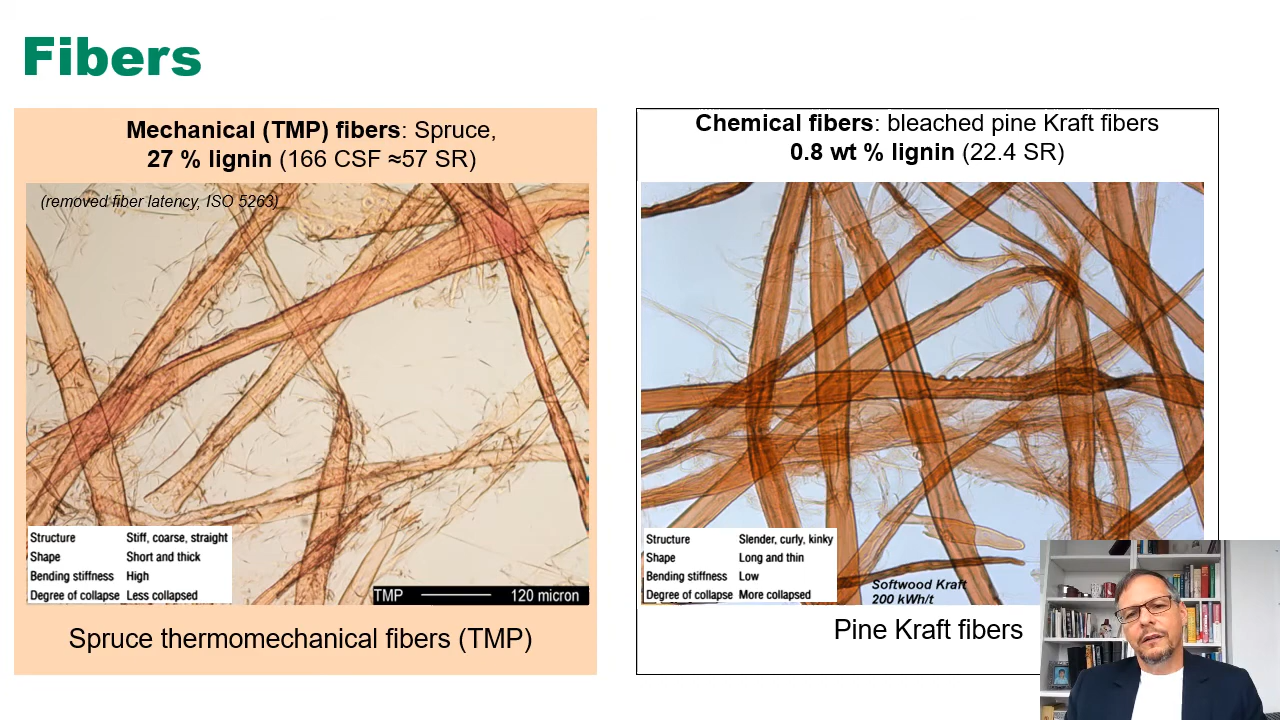 Fibers
Mechanical (TMP) fibers: Spruce,
27 % lignin (166 CSF ≈57 SR)
(removed fiber latency, ISO 5263)
Structure Stiff, coarse, straight
Shape Short and thick
Bending stiffness High
Degree of collapse Less collapsed
TMP 120 micron
Spruce thermomechanical fibers (TMP)
Chemical fibers: bleached pine Kraft fibers
0.8 wt % lignin (22.4 SR)
Structure Slender, curly, kinky
Shape Long and thin
Bending stiffness Low
Degree of collapse More collapsed
Softwood Kraft
200 kWh/t
Pine Kraft fibers